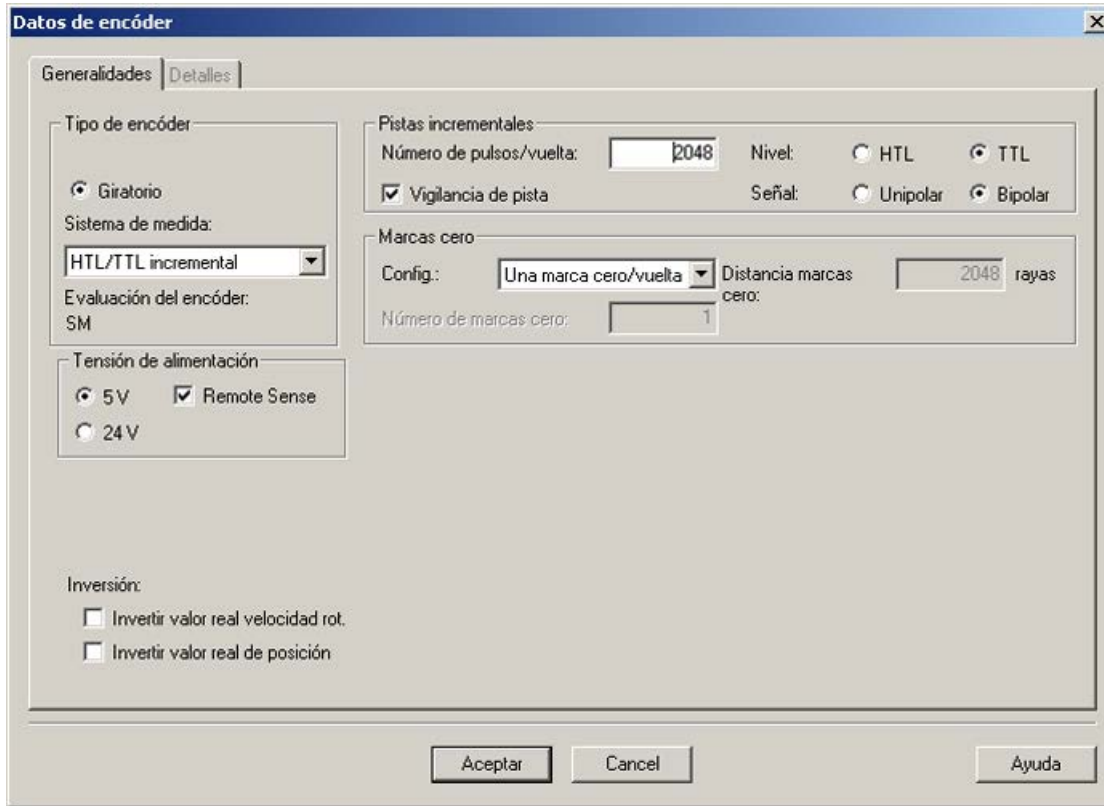 Datos de encóder
Generalidades Detalles
Tipo de encóder
Giratorio
Sistema de medida:
HTL/TTL incremental
Evaluación del encóder:
SM
Tensión de alimentación
5 V Remote Sense
24 V
Pistas incrementales
Número de pulsos/vuelta: 2048 Nivel: HTL TTL
Vigilancia de pista Señal: Unipolar Bipolar
Marcas cero
Config.: Una marca cero/vuelta Distancia marcas 2048 rayas
cero:
Número de marcas cero: 1
Inversión:
Invertir valor real velocidad rot.
Invertir valor real de posición
Aceptar Cancel Ayuda